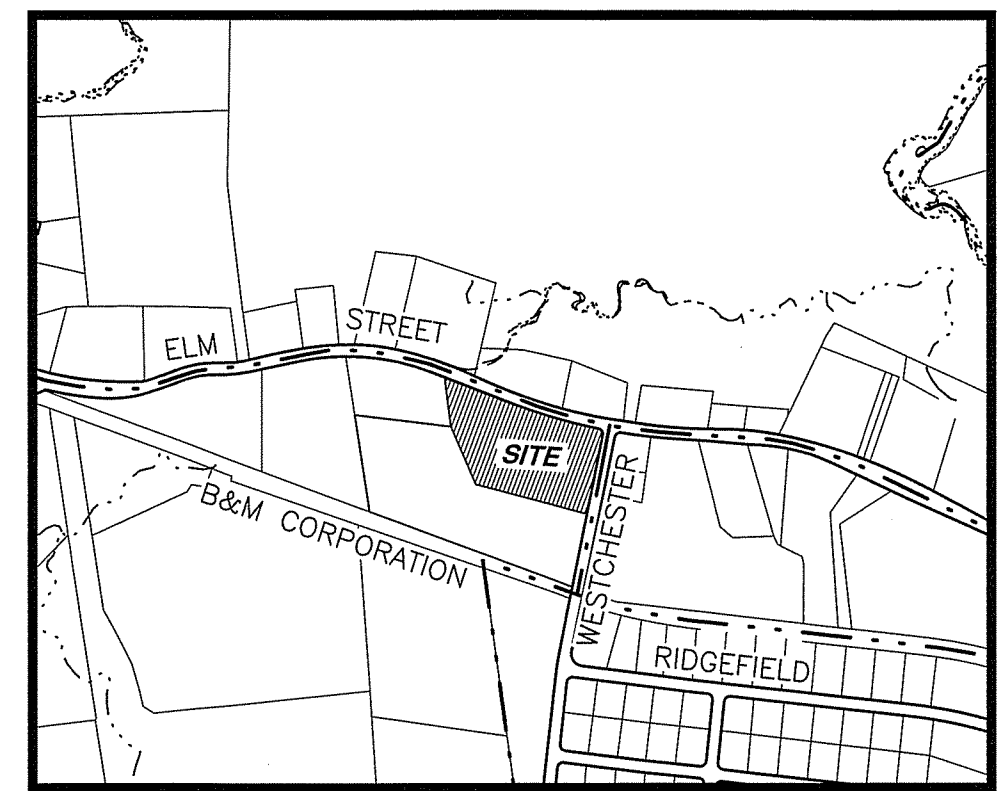 ELM STREET
SITE
B&M CORPORATION
WESTCHESTER
RIDGEFIELD